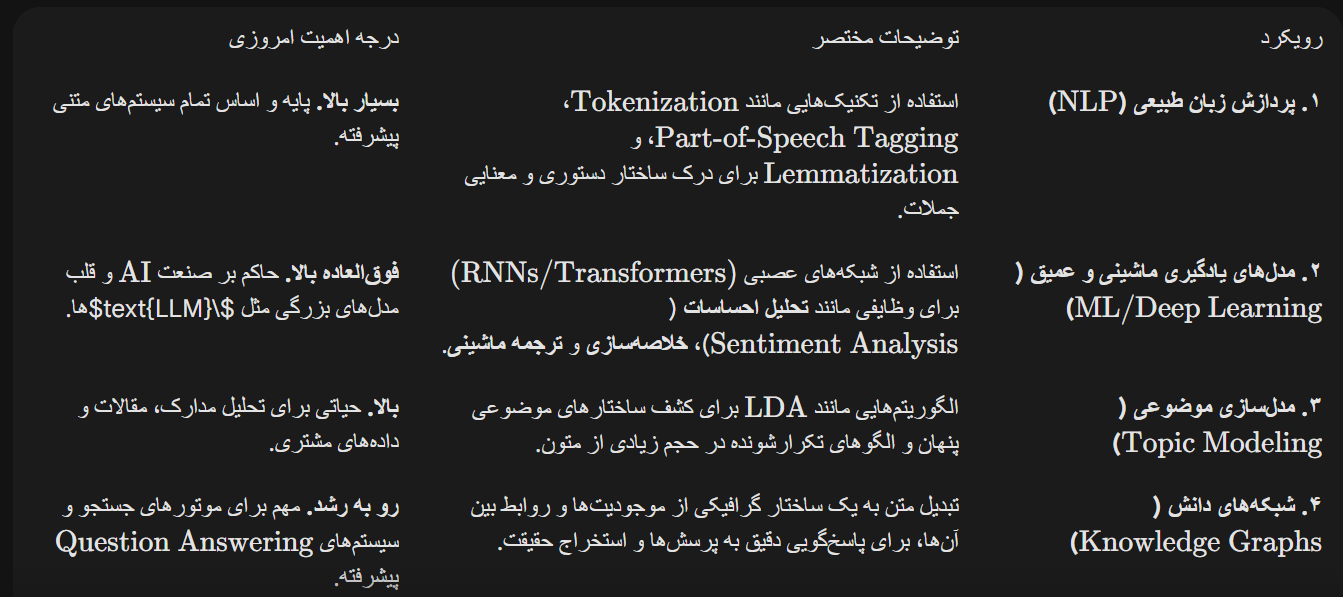 رویکرد
توضیحات مختصر
درجه اهمیت امروزی
۱. پردازش زبان طبیعی (NLP)
استفاده از تکنیک‌هایی مانند Tokenization،
Part-of-Speech Tagging، و
Lemmatization برای درک ساختار دستوری و معنایی
جملات.
بسیار بالا. پایه و اساس تمام سیستم‌های متنی
پیشرفته.
۲. مدل‌های یادگیری ماشینی و عمیق (
ML/Deep Learning)
استفاده از شبکه‌های عصبی (RNNs/Transformers)
برای وظایفی مانند تحلیل احساسات (
Sentiment Analysis)، خلاصه‌سازی و ترجمه ماشینی.
فوق‌العاده بالا. حاکم بر صنعت AI و قلب
مدل‌های بزرگی مثل $\text{LLM}$ها.
۳. مدل‌سازی موضوعی (
Topic Modeling)
الگوریتم‌هایی مانند LDA برای کشف ساختارهای موضوعی
پنهان و الگوهای تکرارشونده در حجم زیادی از متون.
بالا. حیاتی برای تحلیل مدارک، مقالات و
داده‌های مشتری.
۴. شبکه‌های دانش (
Knowledge Graphs)
تبدیل متن به یک ساختار گرافیکی از موجودیت‌ها و روابط بین
آن‌ها، برای پاسخ‌گویی دقیق به پرسش‌ها و استخراج حقیقت.
رو به رشد. مهم برای موتورهای جستجو و
سیستم‌های Question Answering
پیشرفته.